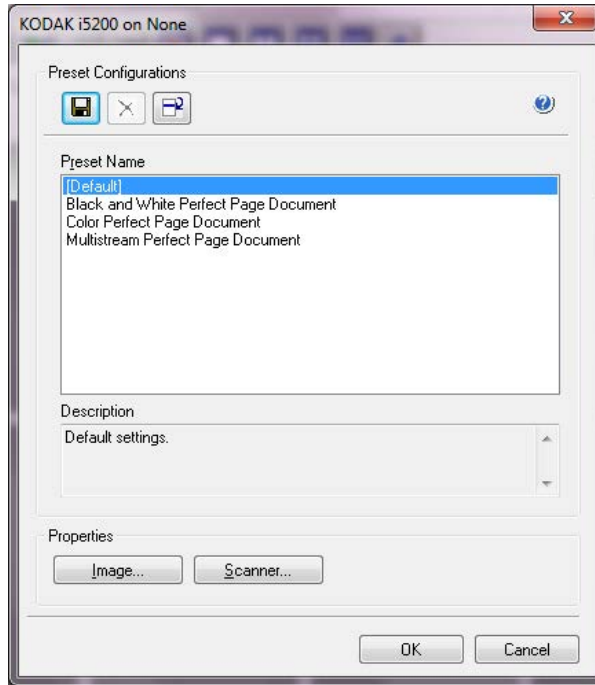 KODAK i5200 on None
Preset Configurations
Preset Name
[Default]
Black and White Perfect Page Document
Color Perfect Page Document
Multistream Perfect Page Document
Description
Default settings.
Properties
Image...
Scanner...
OK
Cancel